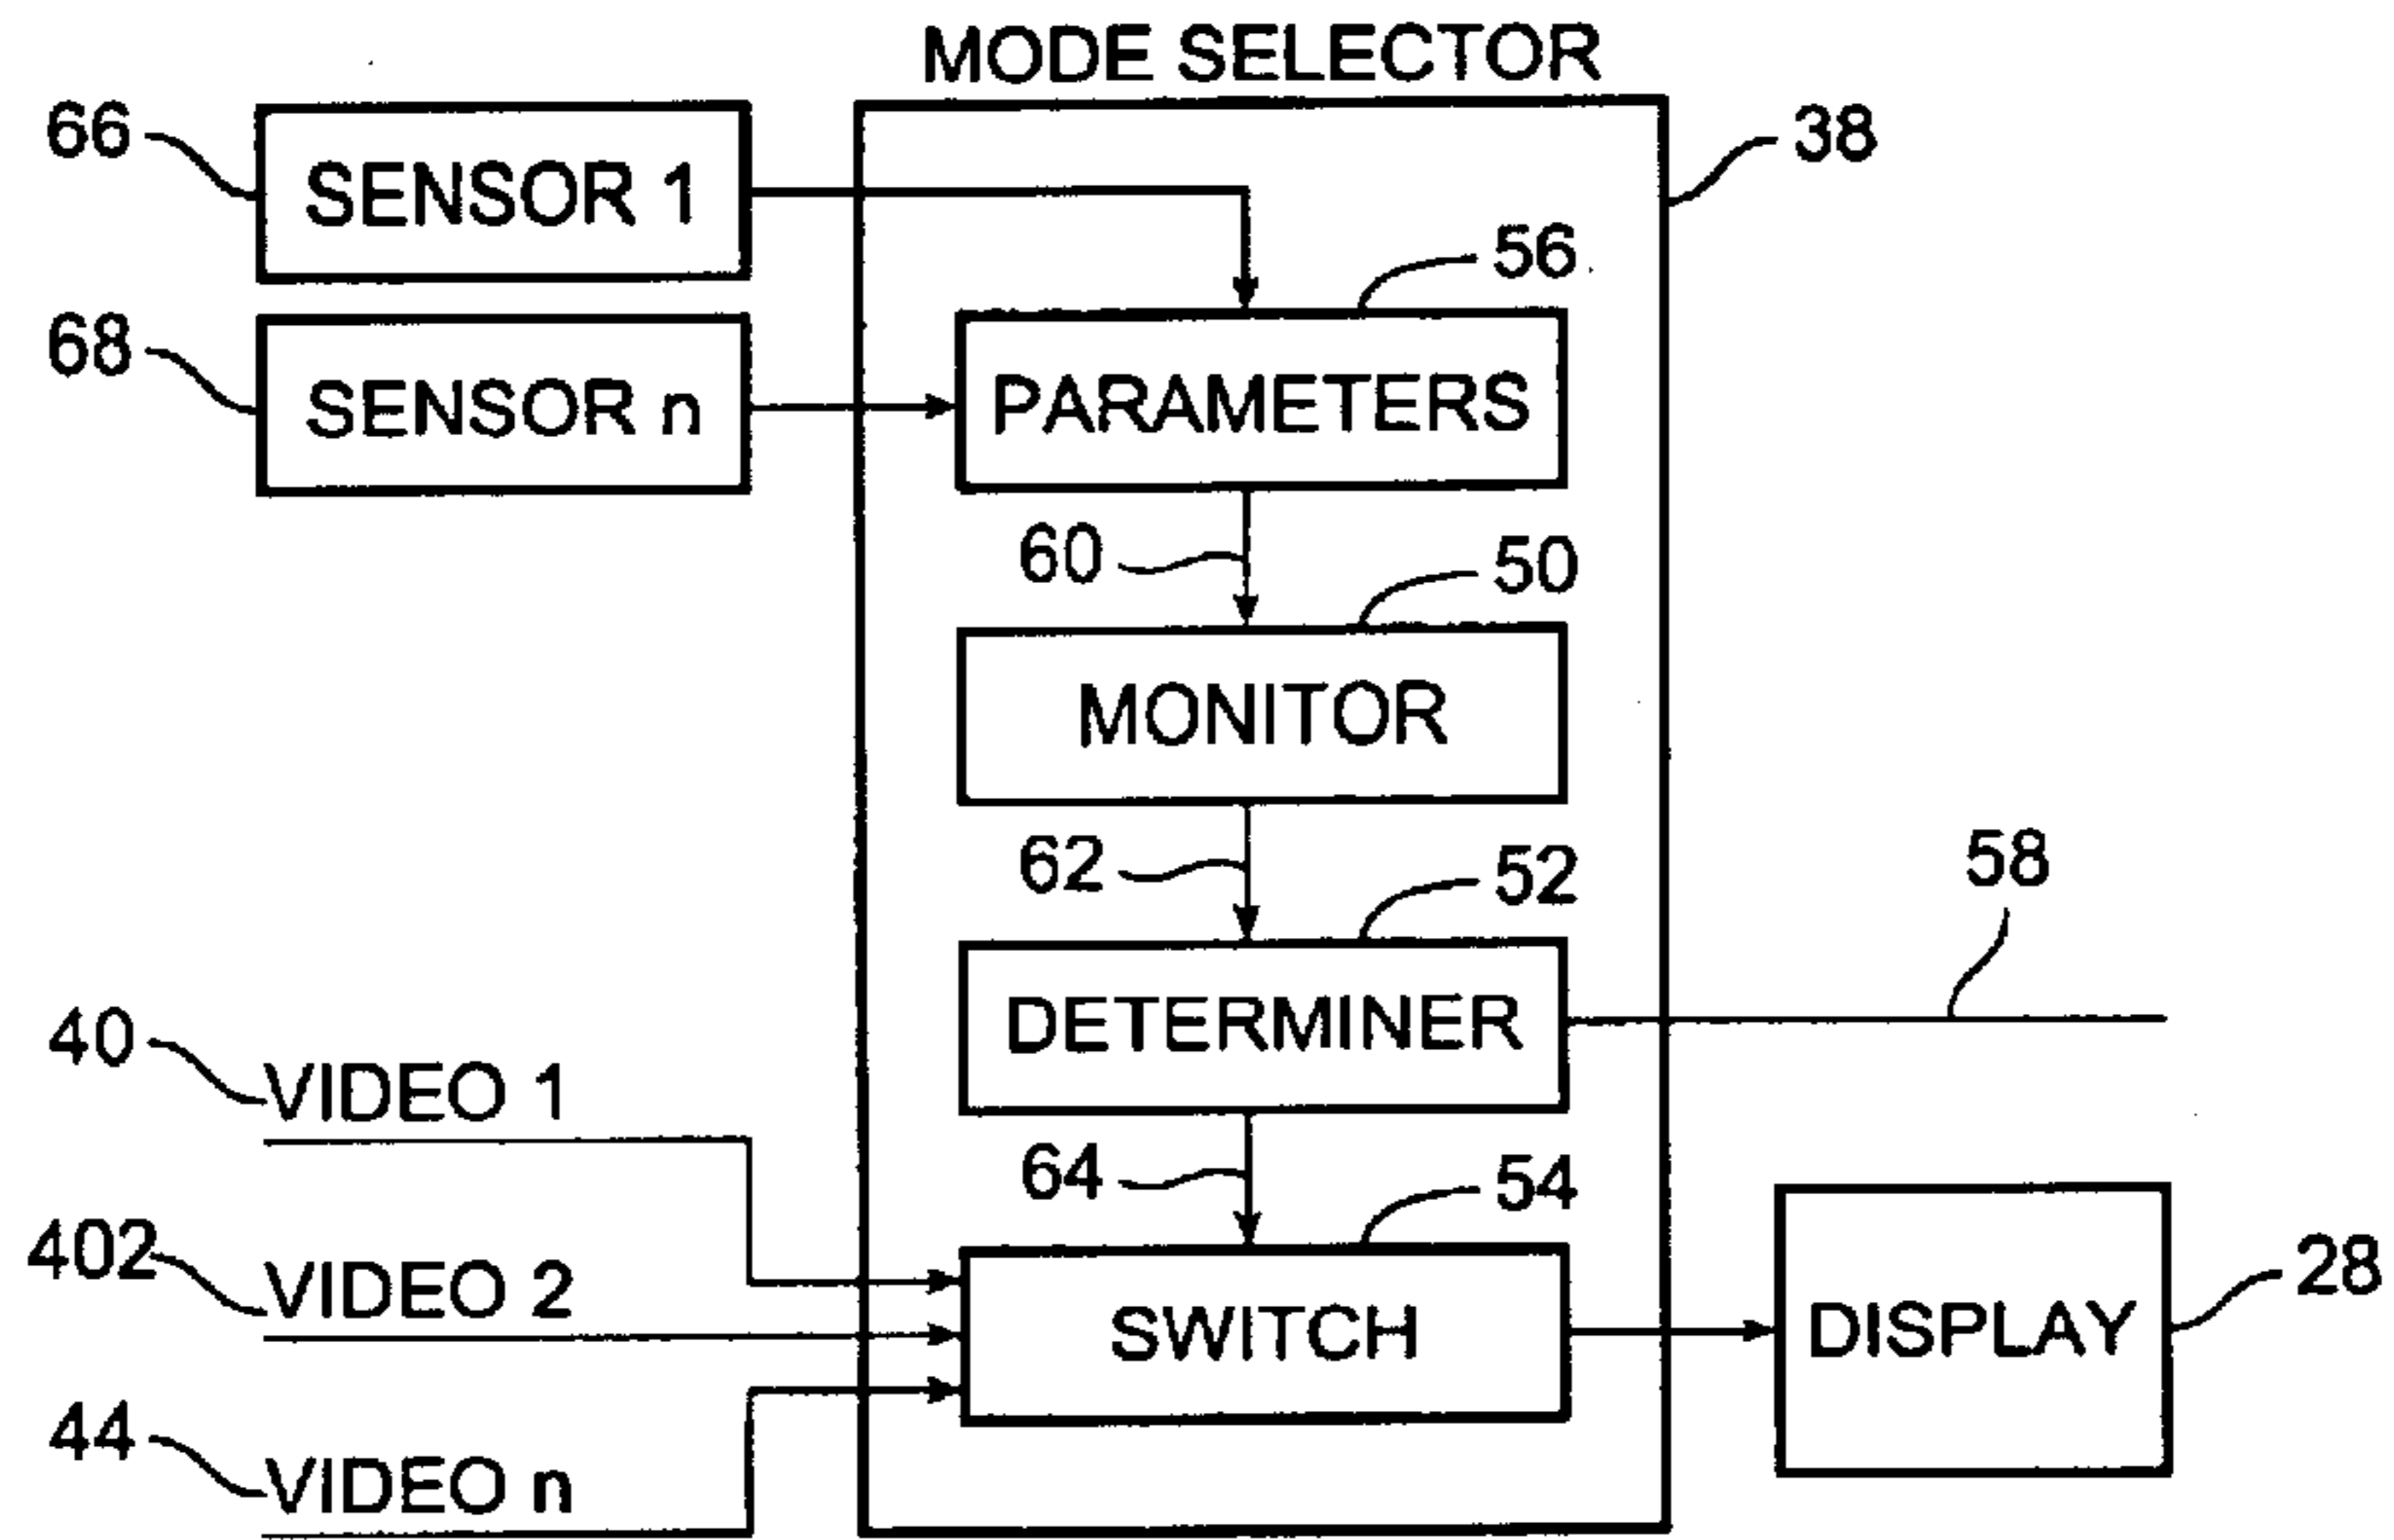 MODE SELECTOR
66
SENSOR 1
38
56
68
SENSOR n
PARAMETERS
60
50
MONITOR
62
52
58
DETERMINER
40
VIDEO 1
64
54
402
VIDEO 2
SWITCH
DISPLAY
28
44
VIDEO n